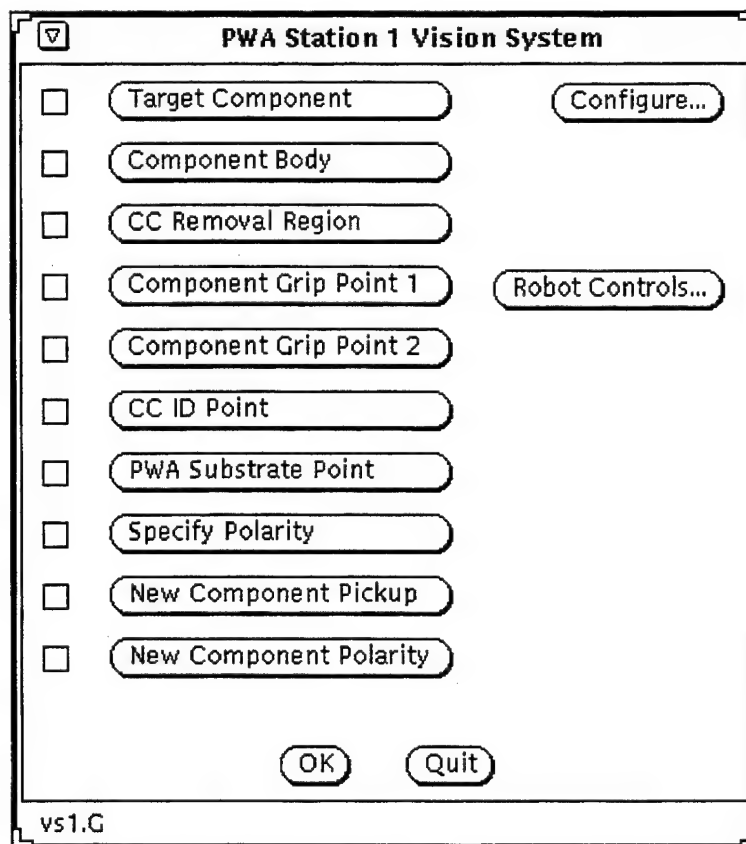 PWA Station 1 Vision System
Target Component Configure...
Component Body
CC Removal Region
Component Grip Point 1 Robot Controls...
Component Grip Point 2
CC ID Point
PWA Substrate Point
Specify Polarity
New Component Pickup
New Component Polarity
OK Quit
vs1.G